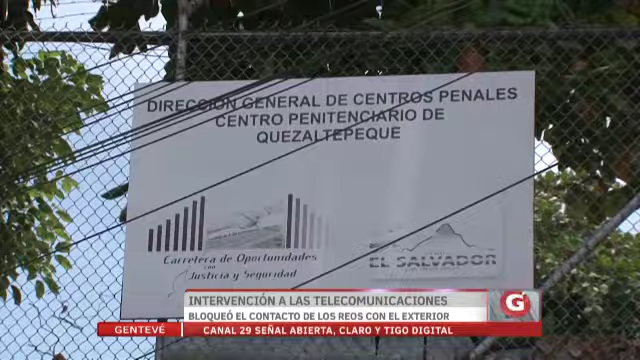 DIRECCIÓN GENERAL DE CENTROS PENALES
CENTRO PENITENCIARIO DE
QUEZALTEPEQUE
Carretera de Oportunidades
con
Justicia y Seguridad
EL SALVADOR
INTERVENCIÓN A LAS TELECOMUNICACIONES
BLOQUEÓ EL CONTACTO DE LOS REOS CON EL EXTERIOR
G
GENTEVÉ
CANAL 29 SEÑAL ABIERTA, CLARO Y TIGO DIGITAL